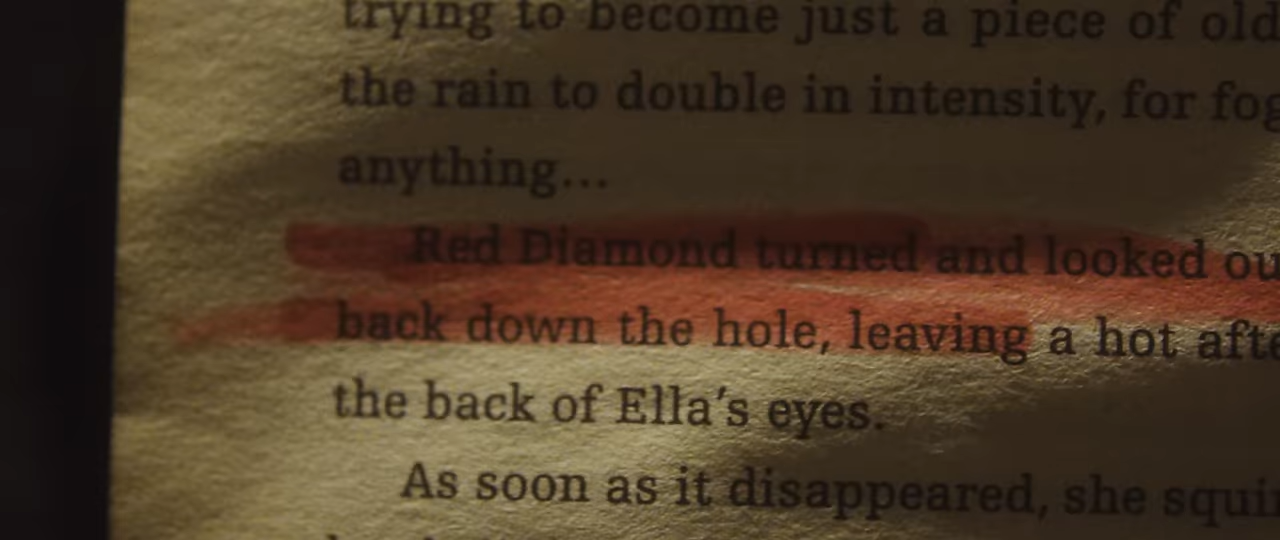 trying to become just a piece of old
the rain to double in intensity, for fog
anything...
Red Diamond turned and looked ou
back down the hole, leaving a hot afte
the back of Ella's eyes.
As soon as it disappeared, she squi